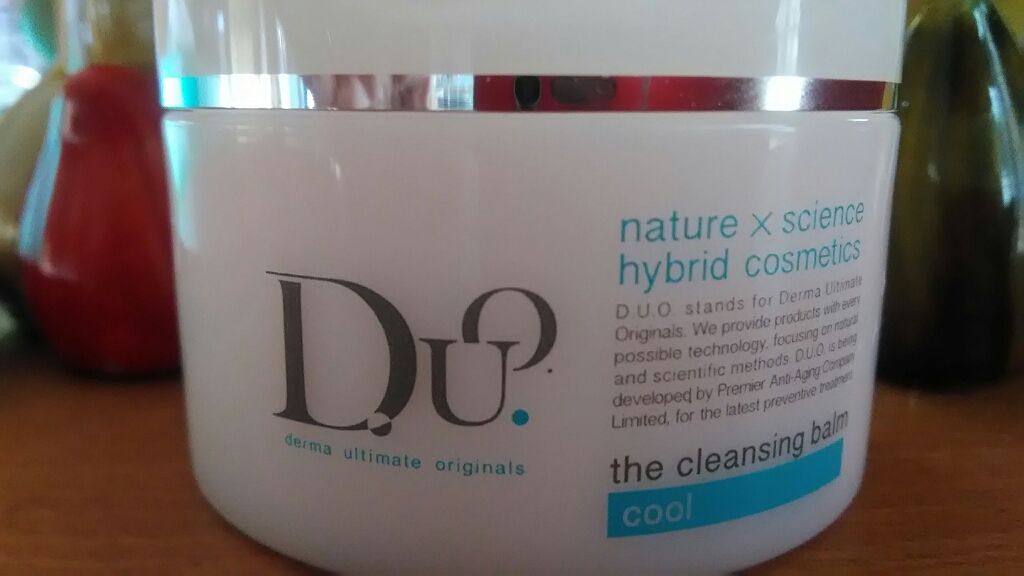 D.U.O.
derma ultimate originals
nature × science
hybrid cosmetics
D.U.O. stands for Derma Ultimate
Originals. We provide products with every
possible technology, focusing on natural
and scientific methods. D.U.O. is being
developed by Premier Anti-Aging Company
Limited, for the latest preventive treatment.
the cleansing balm
cool